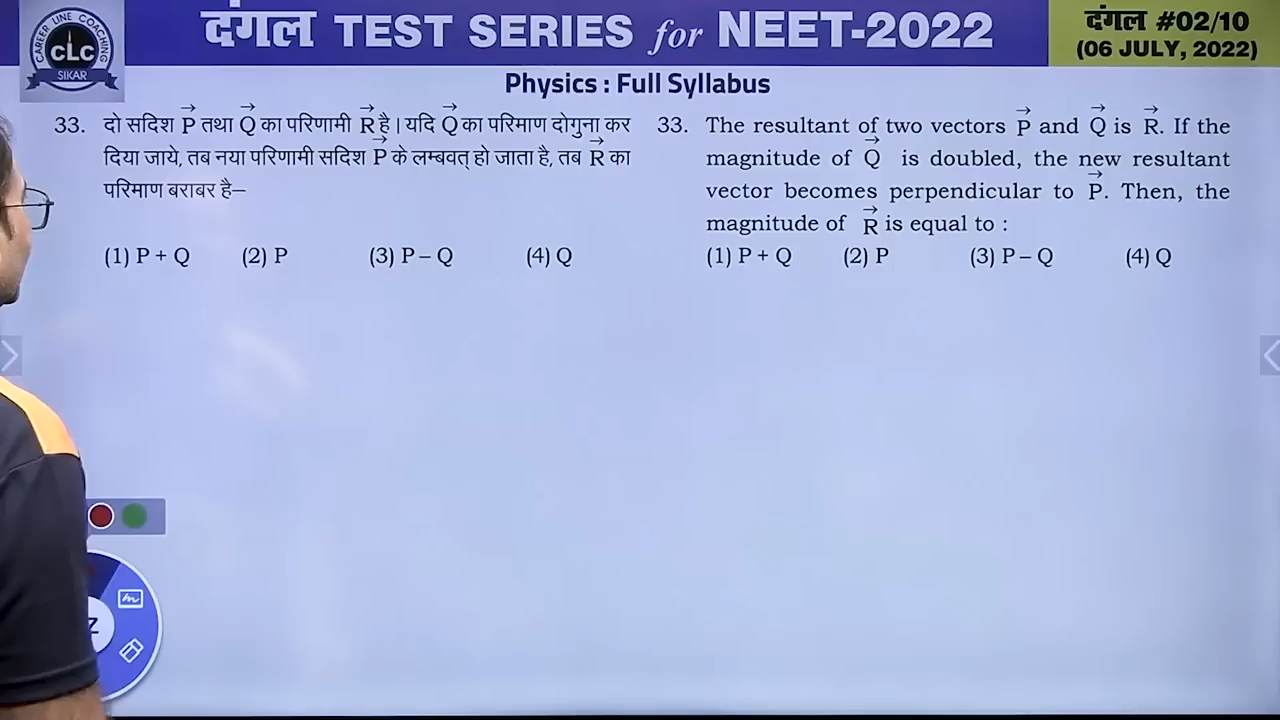 दंगल TEST SERIES for NEET-2022
दंगल #02/10
(06 JULY, 2022)
CAREER LINE COACHING
CLC
SIKAR
Physics : Full Syllabus
33. दो सदिश P⃗ तथा Q⃗ का परिणामी R⃗ है। यदि Q⃗ का परिमाण दोगुना कर
दिया जाये, तब नया परिणामी सदिश P⃗ के लम्बवत् हो जाता है, तब R⃗ का
परिमाण बराबर है–
(1) P + Q (2) P (3) P – Q (4) Q
33. The resultant of two vectors P⃗ and Q⃗ is R⃗. If the
magnitude of Q⃗ is doubled, the new resultant
vector becomes perpendicular to P⃗. Then, the
magnitude of R⃗ is equal to :
(1) P + Q (2) P (3) P – Q (4) Q
Z